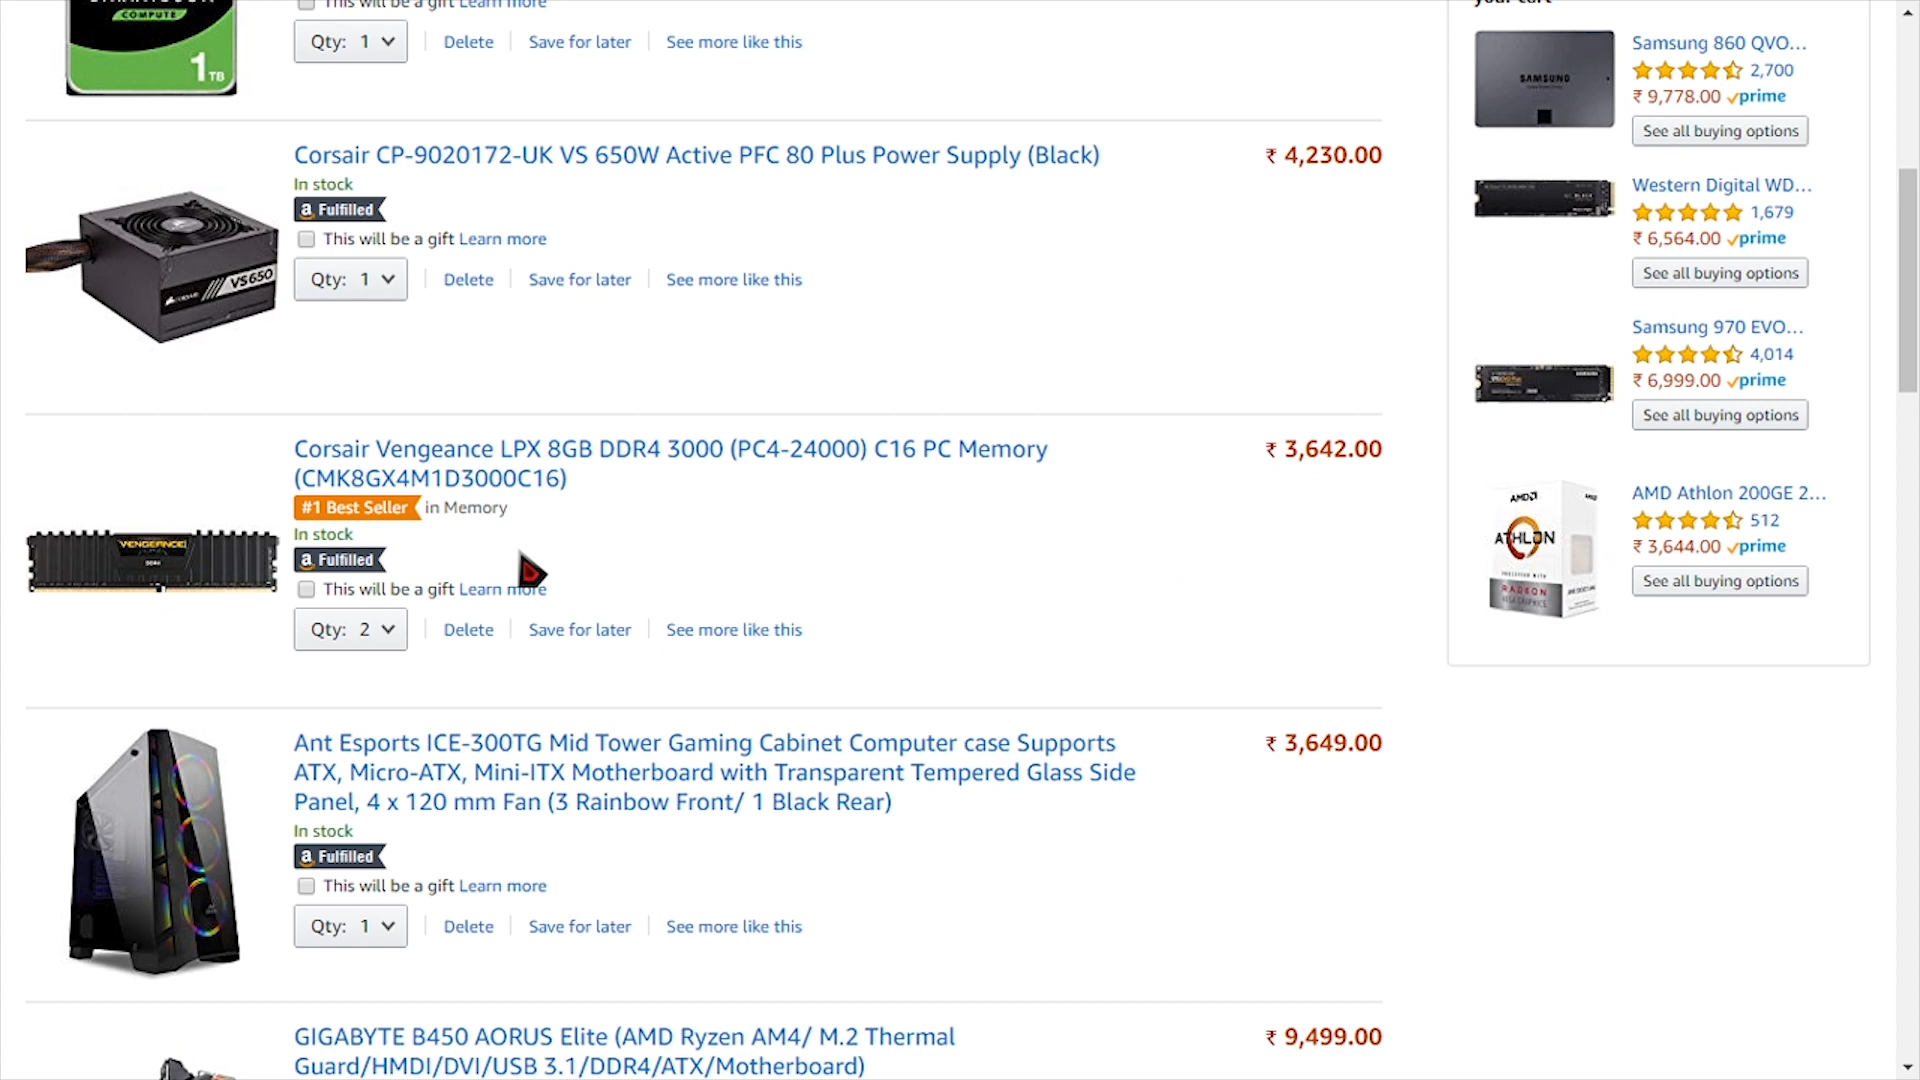 This will be a gift Learn more
COMPUTE
1TB
Qty: 1
Delete
Save for later
See more like this
Corsair CP-9020172-UK VS 650W Active PFC 80 Plus Power Supply (Black)
₹ 4,230.00
In stock
a Fulfilled
This will be a gift Learn more
VS650
CORSAIR
Qty: 1
Delete
Save for later
See more like this
Corsair Vengeance LPX 8GB DDR4 3000 (PC4-24000) C16 PC Memory
(CMK8GX4M1D3000C16)
₹ 3,642.00
#1 Best Seller in Memory
In stock
a Fulfilled
VENGEANCE
DDR4
This will be a gift Learn more
Qty: 2
Delete
Save for later
See more like this
Ant Esports ICE-300TG Mid Tower Gaming Cabinet Computer case Supports
ATX, Micro-ATX, Mini-ITX Motherboard with Transparent Tempered Glass Side
Panel, 4 x 120 mm Fan (3 Rainbow Front/ 1 Black Rear)
₹ 3,649.00
In stock
a Fulfilled
This will be a gift Learn more
Qty: 1
Delete
Save for later
See more like this
GIGABYTE B450 AORUS Elite (AMD Ryzen AM4/ M.2 Thermal
Guard/HMDI/DVI/USB 3.1/DDR4/ATX/Motherboard)
₹ 9,499.00
your cart
SAMSUNG
Samsung 860 QVO...
2,700
₹ 9,778.00 prime
See all buying options
Western Digital WD...
1,679
₹ 6,564.00 prime
See all buying options
Samsung 970 EVO...
4,014
₹ 6,999.00 prime
See all buying options
AMD
ATHLON
RADEON
AMD Athlon 200GE 2...
512
₹ 3,644.00 prime
See all buying options